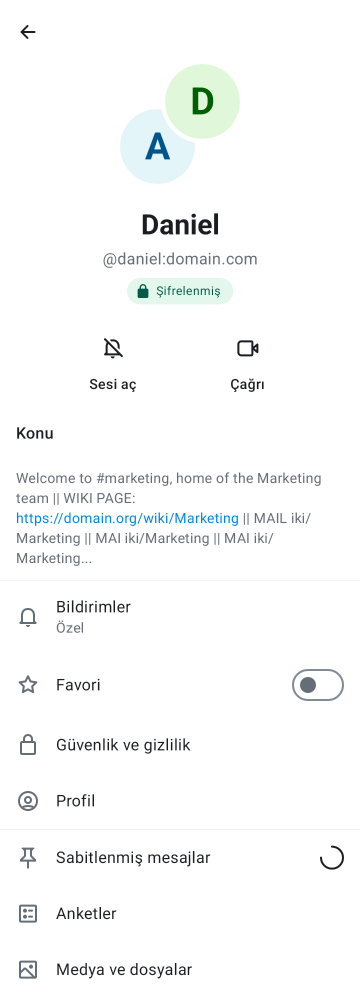 D
A
Daniel
@daniel:domain.com
Şifrelenmiş
Sesi aç
Çağrı
Konu
Welcome to #marketing, home of the Marketing
team || WIKI PAGE:
https://domain.org/wiki/Marketing || MAIL iki/
Marketing || MAI iki/Marketing || MAI iki/
Marketing...
Bildirimler
Özel
Favori
Güvenlik ve gizlilik
Profil
Sabitlenmiş mesajlar
Anketler
Medya ve dosyalar